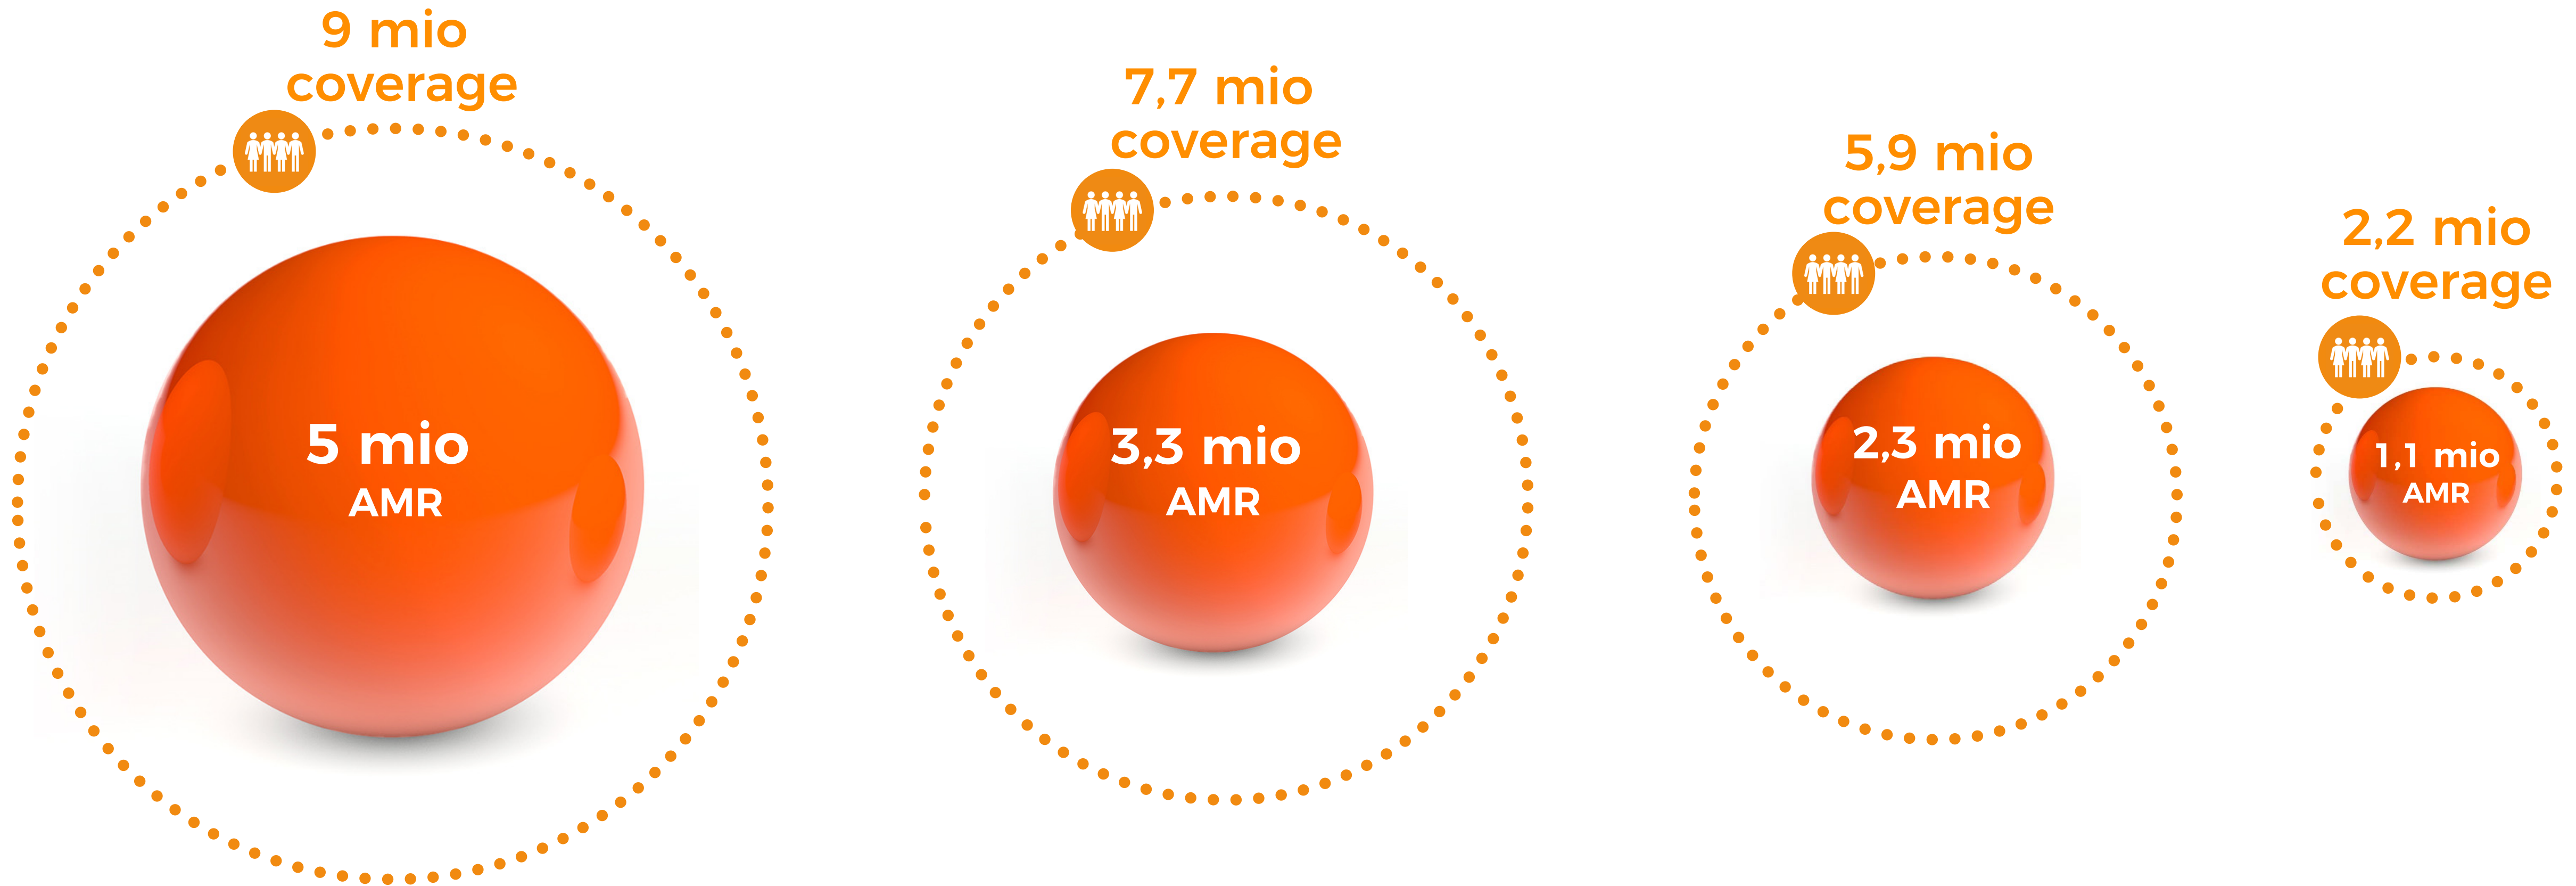 9 mio
coverage
5 mio
AMR
7,7 mio
coverage
3,3 mio
AMR
5,9 mio
coverage
2,3 mio
AMR
2,2 mio
coverage
1,1 mio
AMR